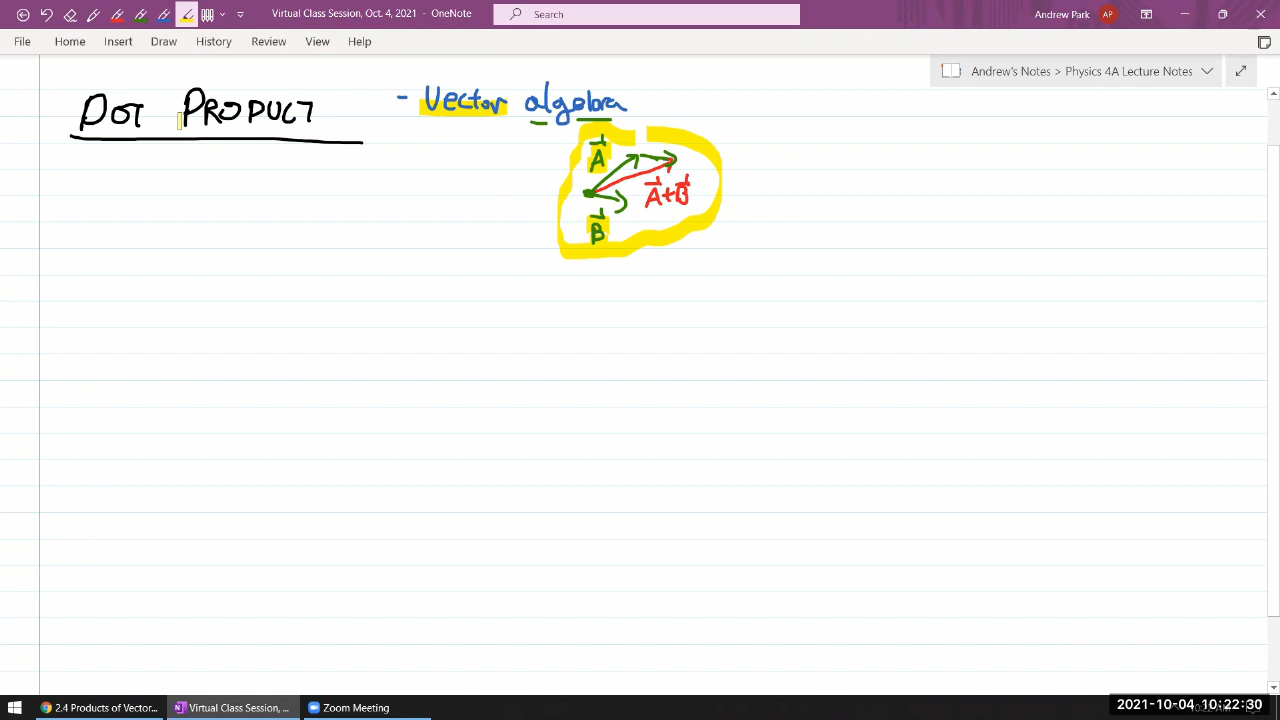 Virtual Class Session, Oct. 4, 2021 - OneNote
Search
Andrew Park
AP
File Home Insert Draw History Review View Help
Andrew's Notes > Physics 4A Lecture Notes
DOT PRODUCT
- Vector algebra
A⃗
A⃗+B⃗
B⃗
2.4 Products of Vector...
Virtual Class Session, ...
Zoom Meeting
2021-10-04 10:22:30